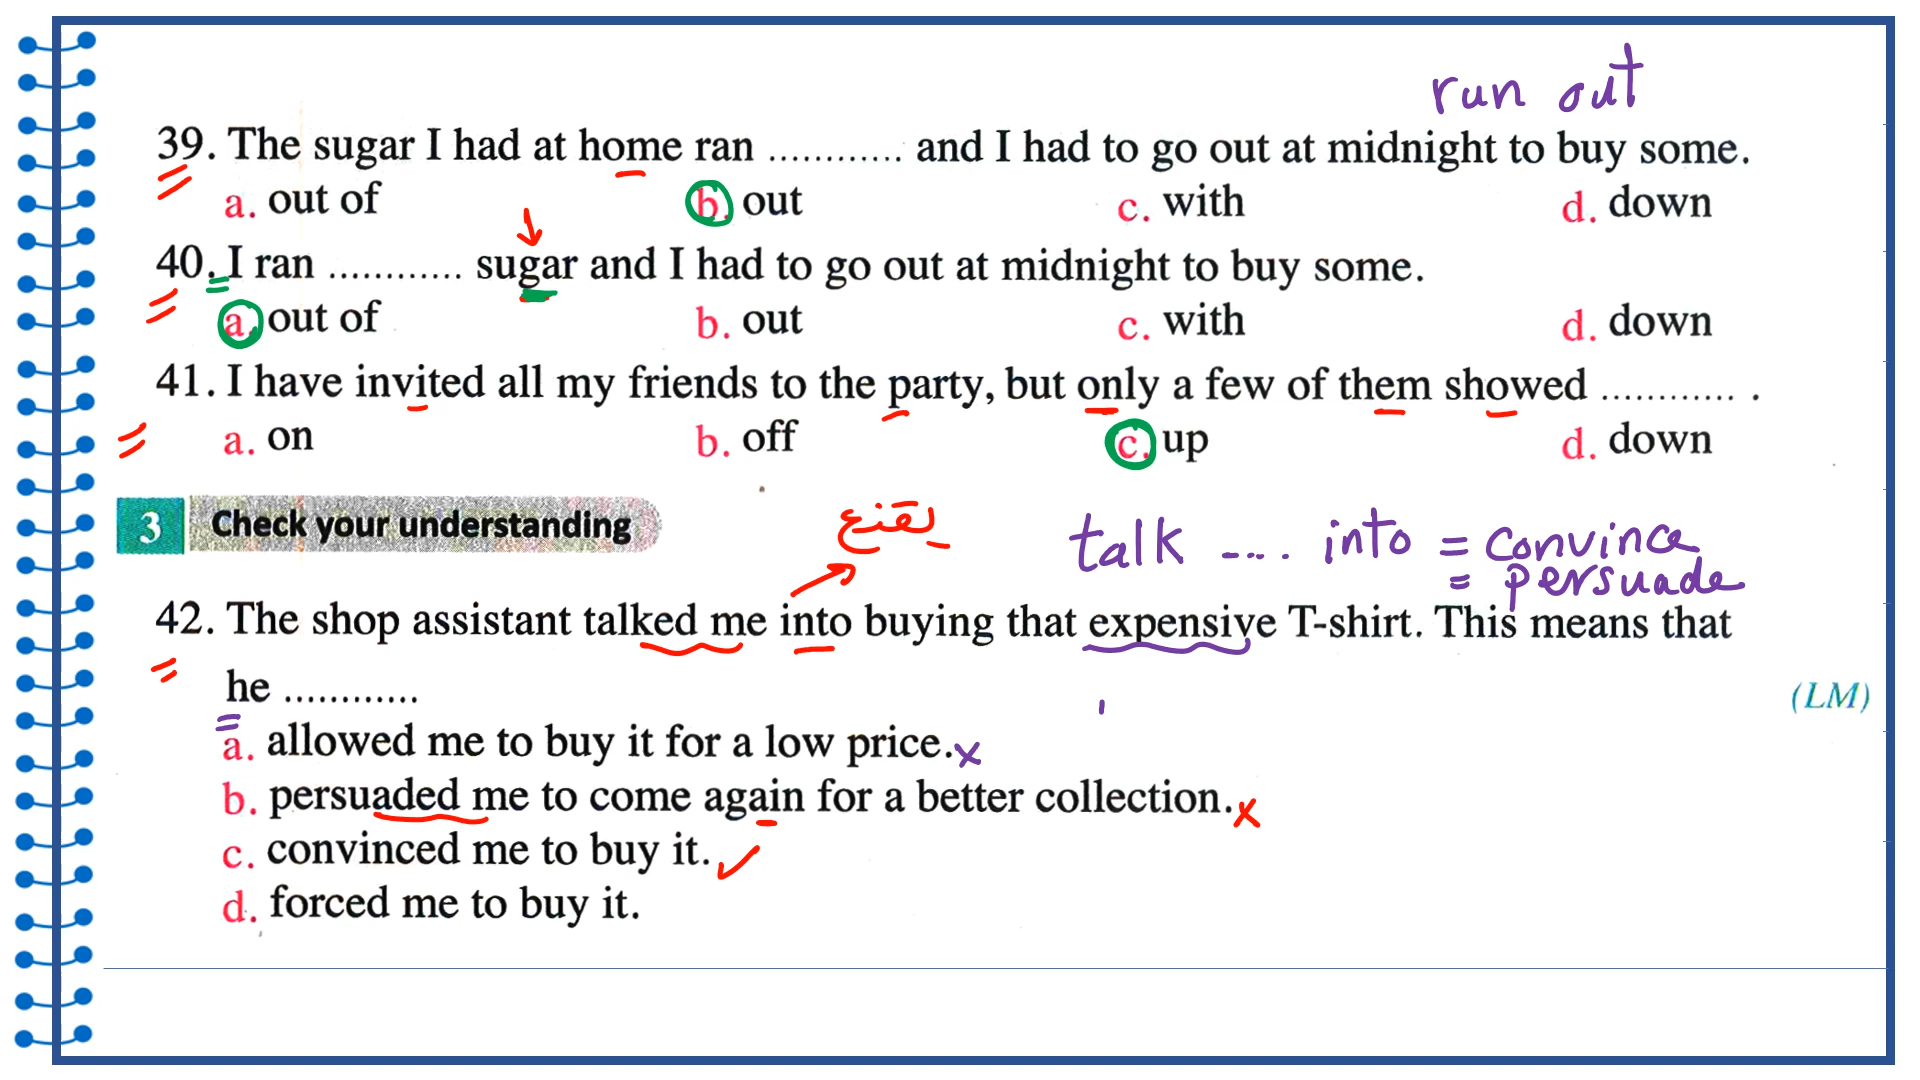 run out
39. The sugar I had at home ran ............ and I had to go out at midnight to buy some.
a. out of b. out c. with d. down
40. I ran ............ sugar and I had to go out at midnight to buy some.
a. out of b. out c. with d. down
41. I have invited all my friends to the party, but only a few of them showed ............ .
a. on b. off c. up d. down
3 Check your understanding
يقنع
talk .... into = convince
= persuade
42. The shop assistant talked me into buying that expensive T-shirt. This means that
he ............ (LM)
a. allowed me to buy it for a low price. x
b. persuaded me to come again for a better collection. x
c. convinced me to buy it. ✓
d. forced me to buy it.